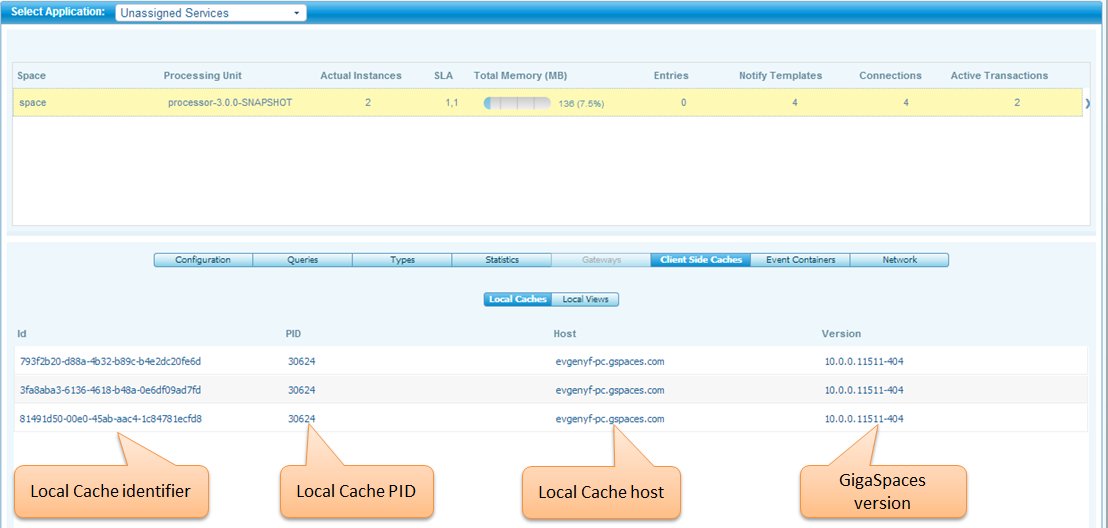 Select Application: Unassigned Services
Space Processing Unit Actual Instances SLA Total Memory (MB) Entries Notify Templates Connections Active Transactions
space processor-3.0.0-SNAPSHOT 2 1,1 136 (7.5%) 0 4 4 2
Configuration Queries Types Statistics Gateways Client Side Caches Event Containers Network
Local Caches Local Views
Id PID Host Version
793f2b20-d88a-4b32-b89c-b4e2dc20fe6d 30624 evgenyf-pc.gspaces.com 10.0.0.11511-404
3fa8aba3-6136-4618-b48a-0e6df09ad7fd 30624 evgenyf-pc.gspaces.com 10.0.0.11511-404
81491d50-00e0-45ab-aac4-1c84781ecfd8 30624 evgenyf-pc.gspaces.com 10.0.0.11511-404
Local Cache identifier
Local Cache PID
Local Cache host
GigaSpaces
version